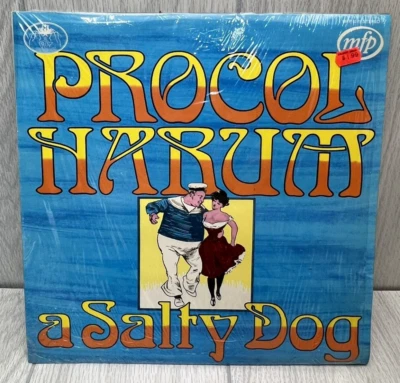 mfp
PROCOL
HARUM
a Salty Dog